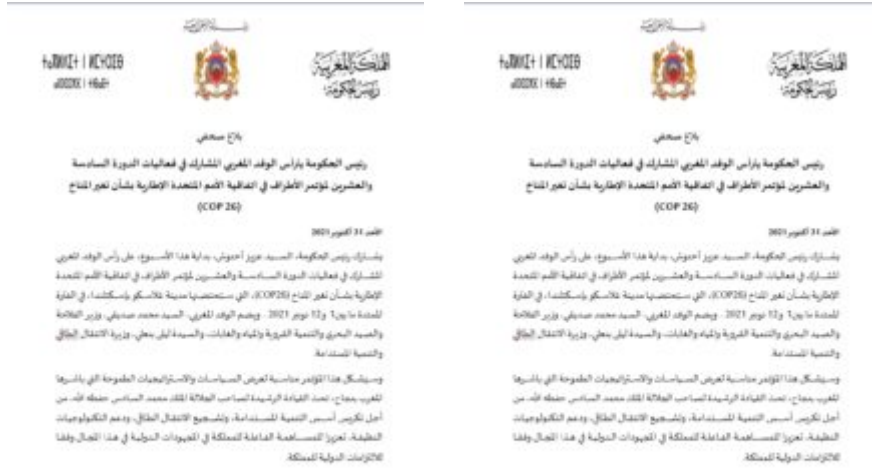 المملكة المغربية
رئيس الحكومة
بلاغ صحفي
رئيس الحكومة يترأس الوفد المغربي المشارك في فعاليات الدورة السادسة
والعشرين لمؤتمر الأطراف في اتفاقية الأمم المتحدة الإطارية بشأن تغير المناخ
(COP 26)
الأحد 31 أكتوبر 2021
يشارك رئيس الحكومة، السيد عزيز أخنوش، بداية هذا الأسبوع، على رأس الوفد المغربي
المشارك في فعاليات الدورة السادسة والعشرين لمؤتمر الأطراف في اتفاقية الأمم المتحدة
الإطارية بشأن تغير المناخ (COP26)، التي ستحتضنها مدينة غلاسكو بإسكتلندا، في الفترة
الممتدة ما بين 1 و12 نونبر 2021. ويضم الوفد المغربي، السيد محمد صديقي، وزير الفلاحة
والصيد البحري والتنمية القروية والمياه والغابات، والسيدة ليلى بنعلي، وزيرة الانتقال الطاقي
والتنمية المستدامة.
وسيشكل هذا المؤتمر مناسبة لعرض السياسات والاستراتيجيات الطموحة التي باشرها
المغرب بنجاح، تحت القيادة الرشيدة لصاحب الجلالة الملك محمد السادس حفظه الله، من
أجل تكريس أسس التنمية المستدامة، وتشجيع الانتقال الطاقي، ودعم التكنولوجيات
النظيفة، تعزيزا للمساهمة الفاعلة للمملكة في المجهودات الدولية في هذا المجال وفقا
للالتزامات الدولية للمملكة.
المملكة المغربية
رئيس الحكومة
بلاغ صحفي
رئيس الحكومة يترأس الوفد المغربي المشارك في فعاليات الدورة السادسة
والعشرين لمؤتمر الأطراف في اتفاقية الأمم المتحدة الإطارية بشأن تغير المناخ
(COP 26)
الأحد 31 أكتوبر 2021
يشارك رئيس الحكومة، السيد عزيز أخنوش، بداية هذا الأسبوع، على رأس الوفد المغربي
المشارك في فعاليات الدورة السادسة والعشرين لمؤتمر الأطراف في اتفاقية الأمم المتحدة
الإطارية بشأن تغير المناخ (COP26)، التي ستحتضنها مدينة غلاسكو بإسكتلندا، في الفترة
الممتدة ما بين 1 و12 نونبر 2021. ويضم الوفد المغربي، السيد محمد صديقي، وزير الفلاحة
والصيد البحري والتنمية القروية والمياه والغابات، والسيدة ليلى بنعلي، وزيرة الانتقال الطاقي
والتنمية المستدامة.
وسيشكل هذا المؤتمر مناسبة لعرض السياسات والاستراتيجيات الطموحة التي باشرها
المغرب بنجاح، تحت القيادة الرشيدة لصاحب الجلالة الملك محمد السادس حفظه الله، من
أجل تكريس أسس التنمية المستدامة، وتشجيع الانتقال الطاقي، ودعم التكنولوجيات
النظيفة، تعزيزا للمساهمة الفاعلة للمملكة في المجهودات الدولية في هذا المجال وفقا
للالتزامات الدولية للمملكة.